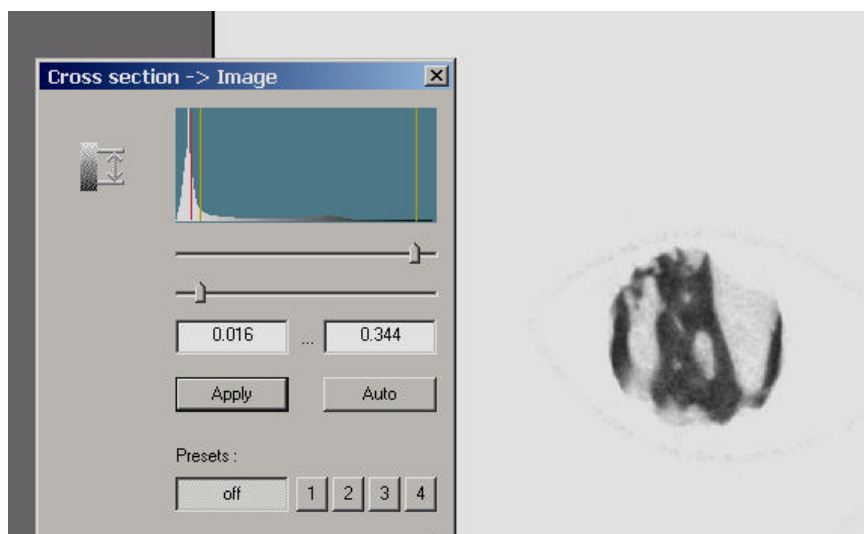 Cross section -> Image
0.016 ... 0.344
Apply Auto
Presets :
off 1 2 3 4